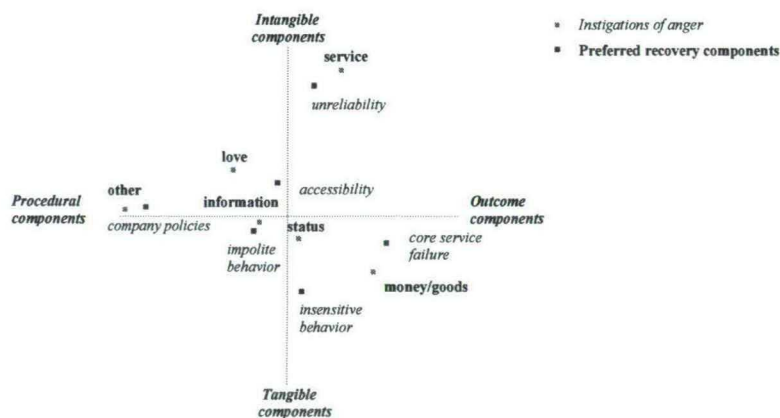 Intangible
components
Instigations of anger
Preferred recovery components
service
unreliability
love
accessibility
Procedural
components
other
information
Outcome
components
company policies
status
impolite
behavior
core service
failure
money/goods
insensitive
behavior
Tangible
components